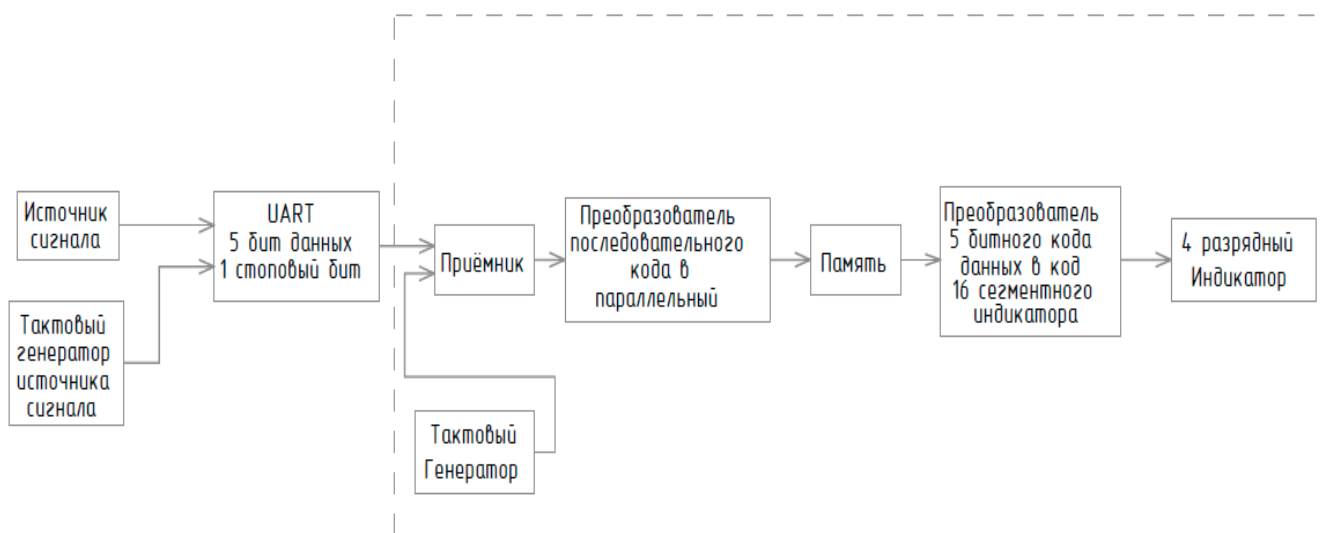 Источник
сигнала
Тактовый
генератор
источника
сигнала
UART
5 бит данных
1 стоповый бит
Приёмник
Тактовый
Генератор
Преобразователь
последовательного
кода в
параллельный
Память
Преобразователь
5 битного кода
данных в код
16 сегментного
индикатора
4 разрядный
Индикатор